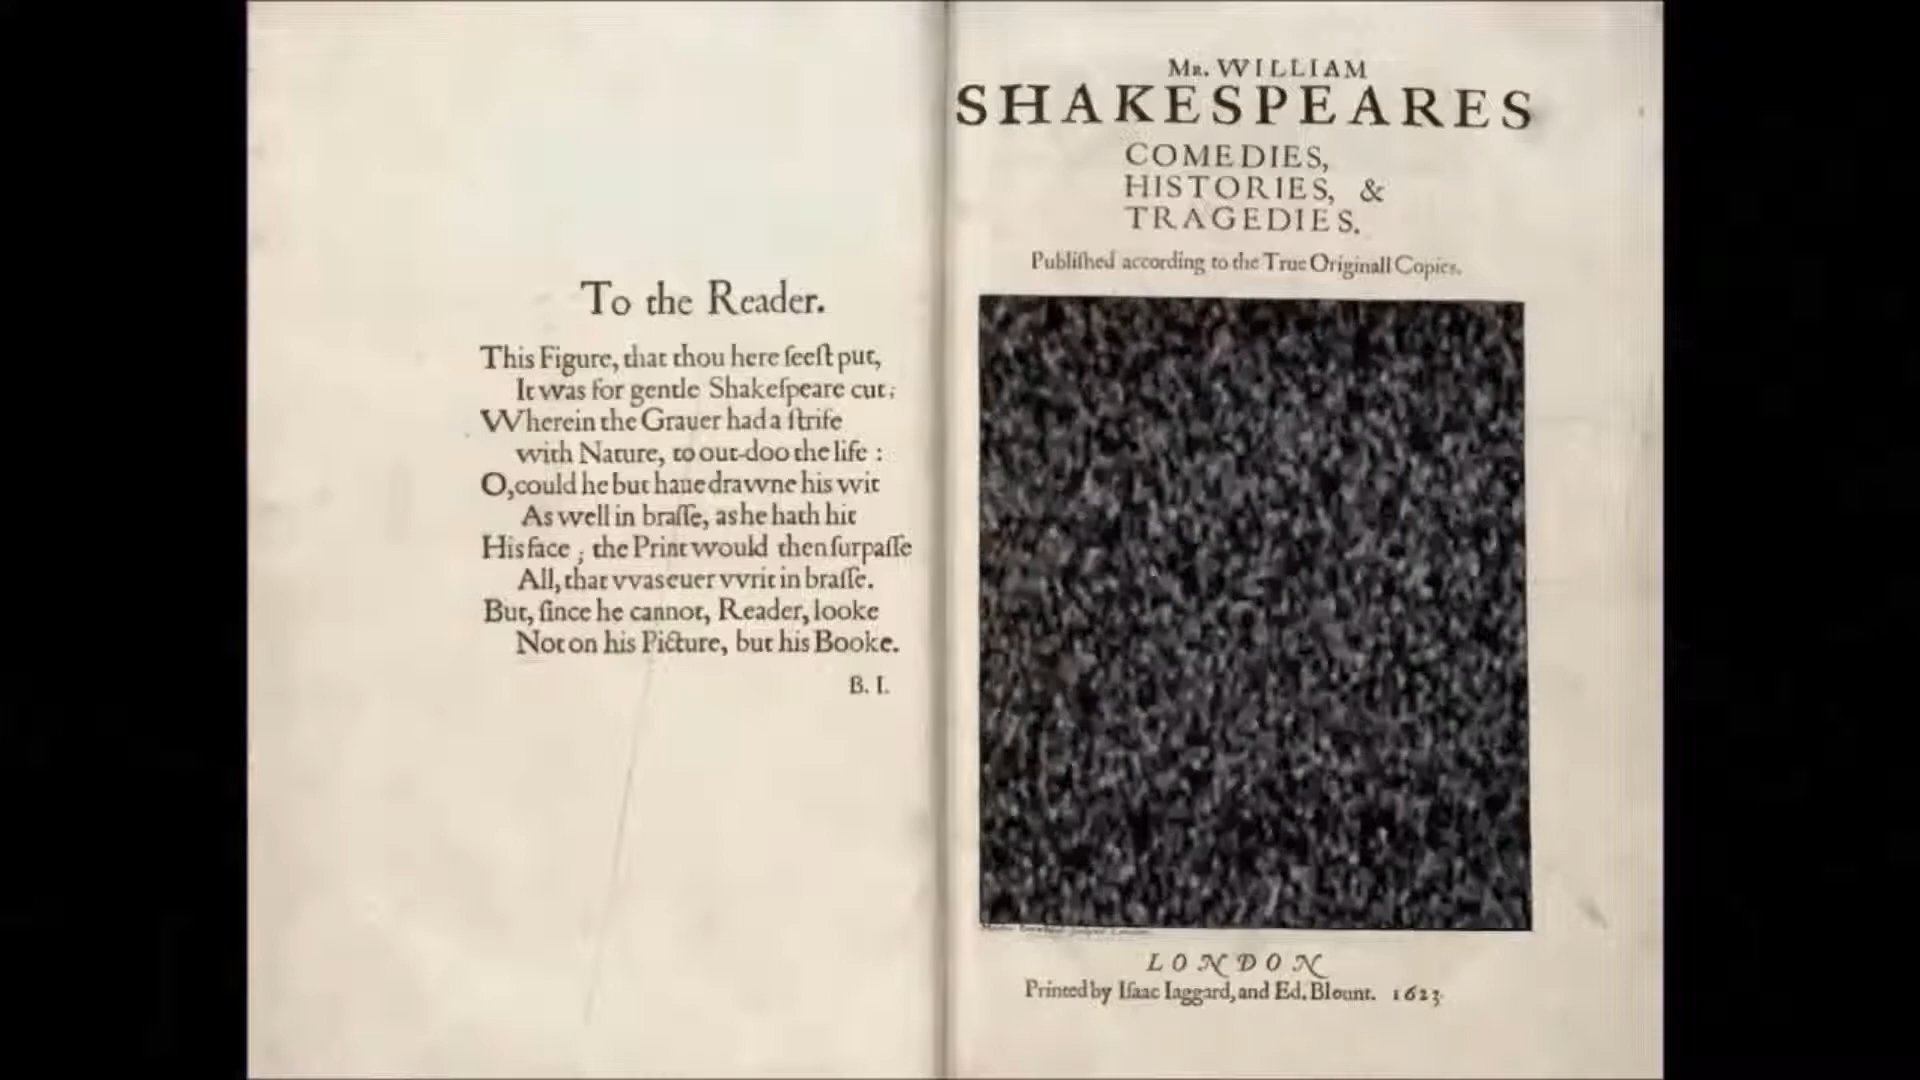 To the Reader.
This Figure, that thou here ſeeſt put,
It was for gentle Shakeſpeare cut;
Wherein the Grauer had a ſtrife
with Nature, to out-doo the life :
O, could he but haue dravvne his vvit
As well in braſſe, as he hath hit
His face ; the Print would then ſurpaſſe
All, that vvas euer vvrit in braſſe.
But, ſince he cannot, Reader, looke
Not on his Picture, but his Booke.
B. I.
Mr. WILLIAM
SHAKESPEARES
COMEDIES,
HISTORIES, &
TRAGEDIES.
Publiſhed according to the True Originall Copies.
LONDON
Printed by Iſaac Iaggard, and Ed. Blount. 1623.